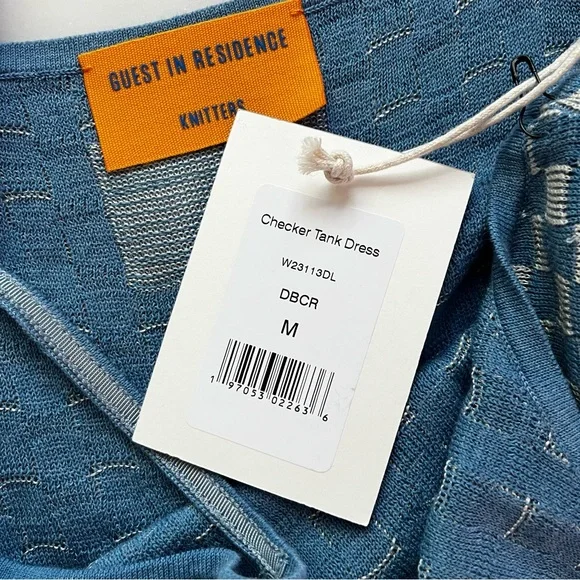 GUEST IN RESIDENCE
KNITTERS
Checker Tank Dress
W23113DL
DBCR
M
1 97053 02263 6